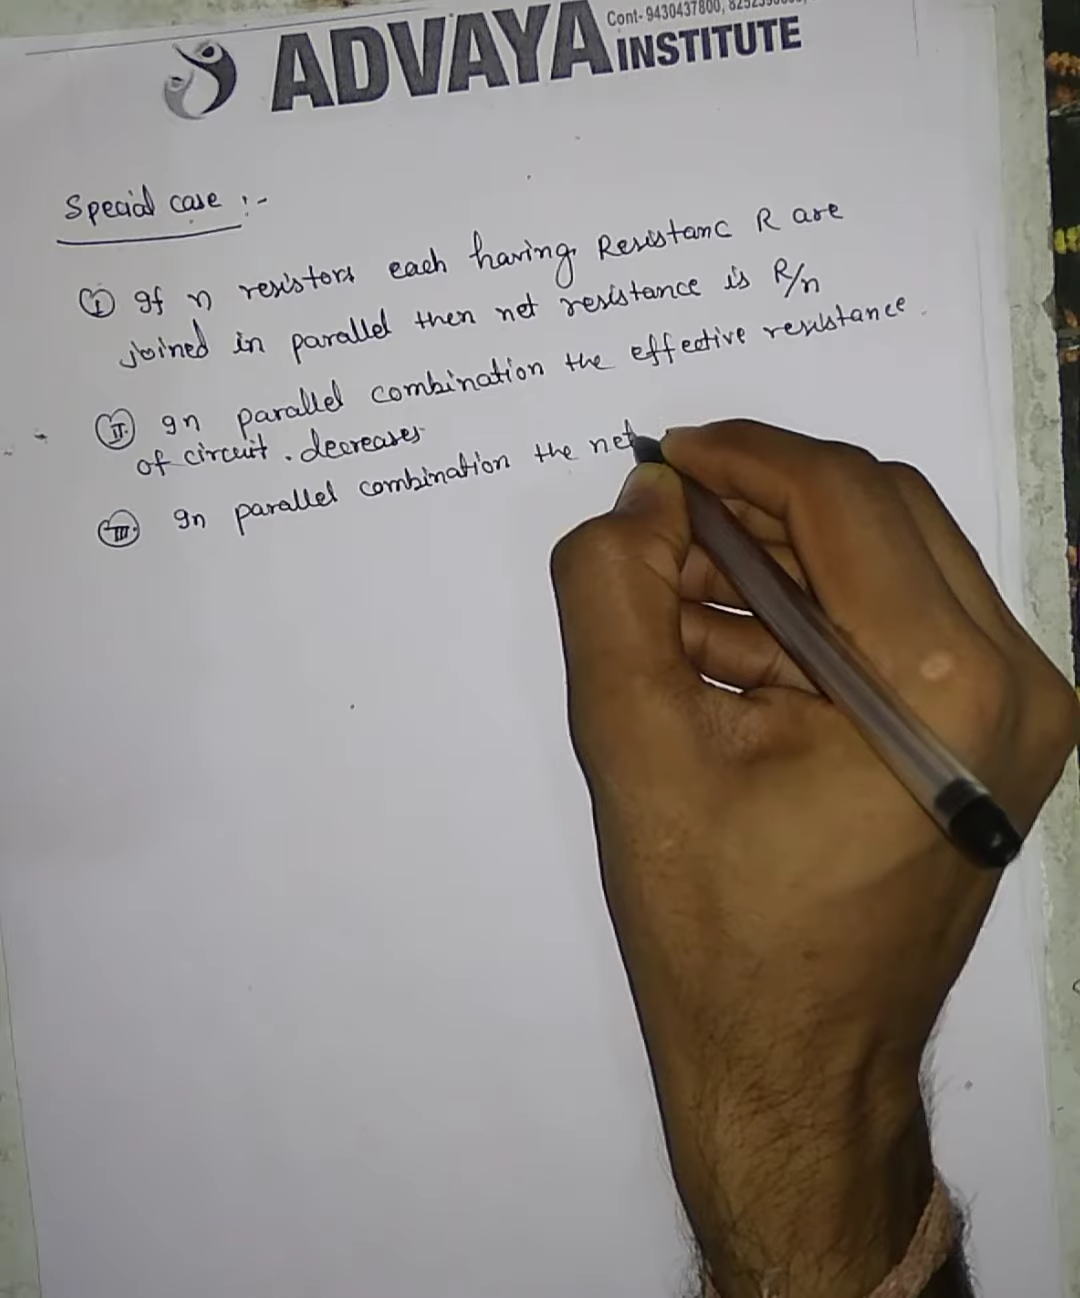 Cont- 9430437800,
ADVAYA INSTITUTE
Special case :-
(I) If n resistors each having Resistanc R are
joined in parallel then net resistance is R/n
(II) In parallel combination the effective resistance
of circuit . decreases
(III) In parallel combination the net